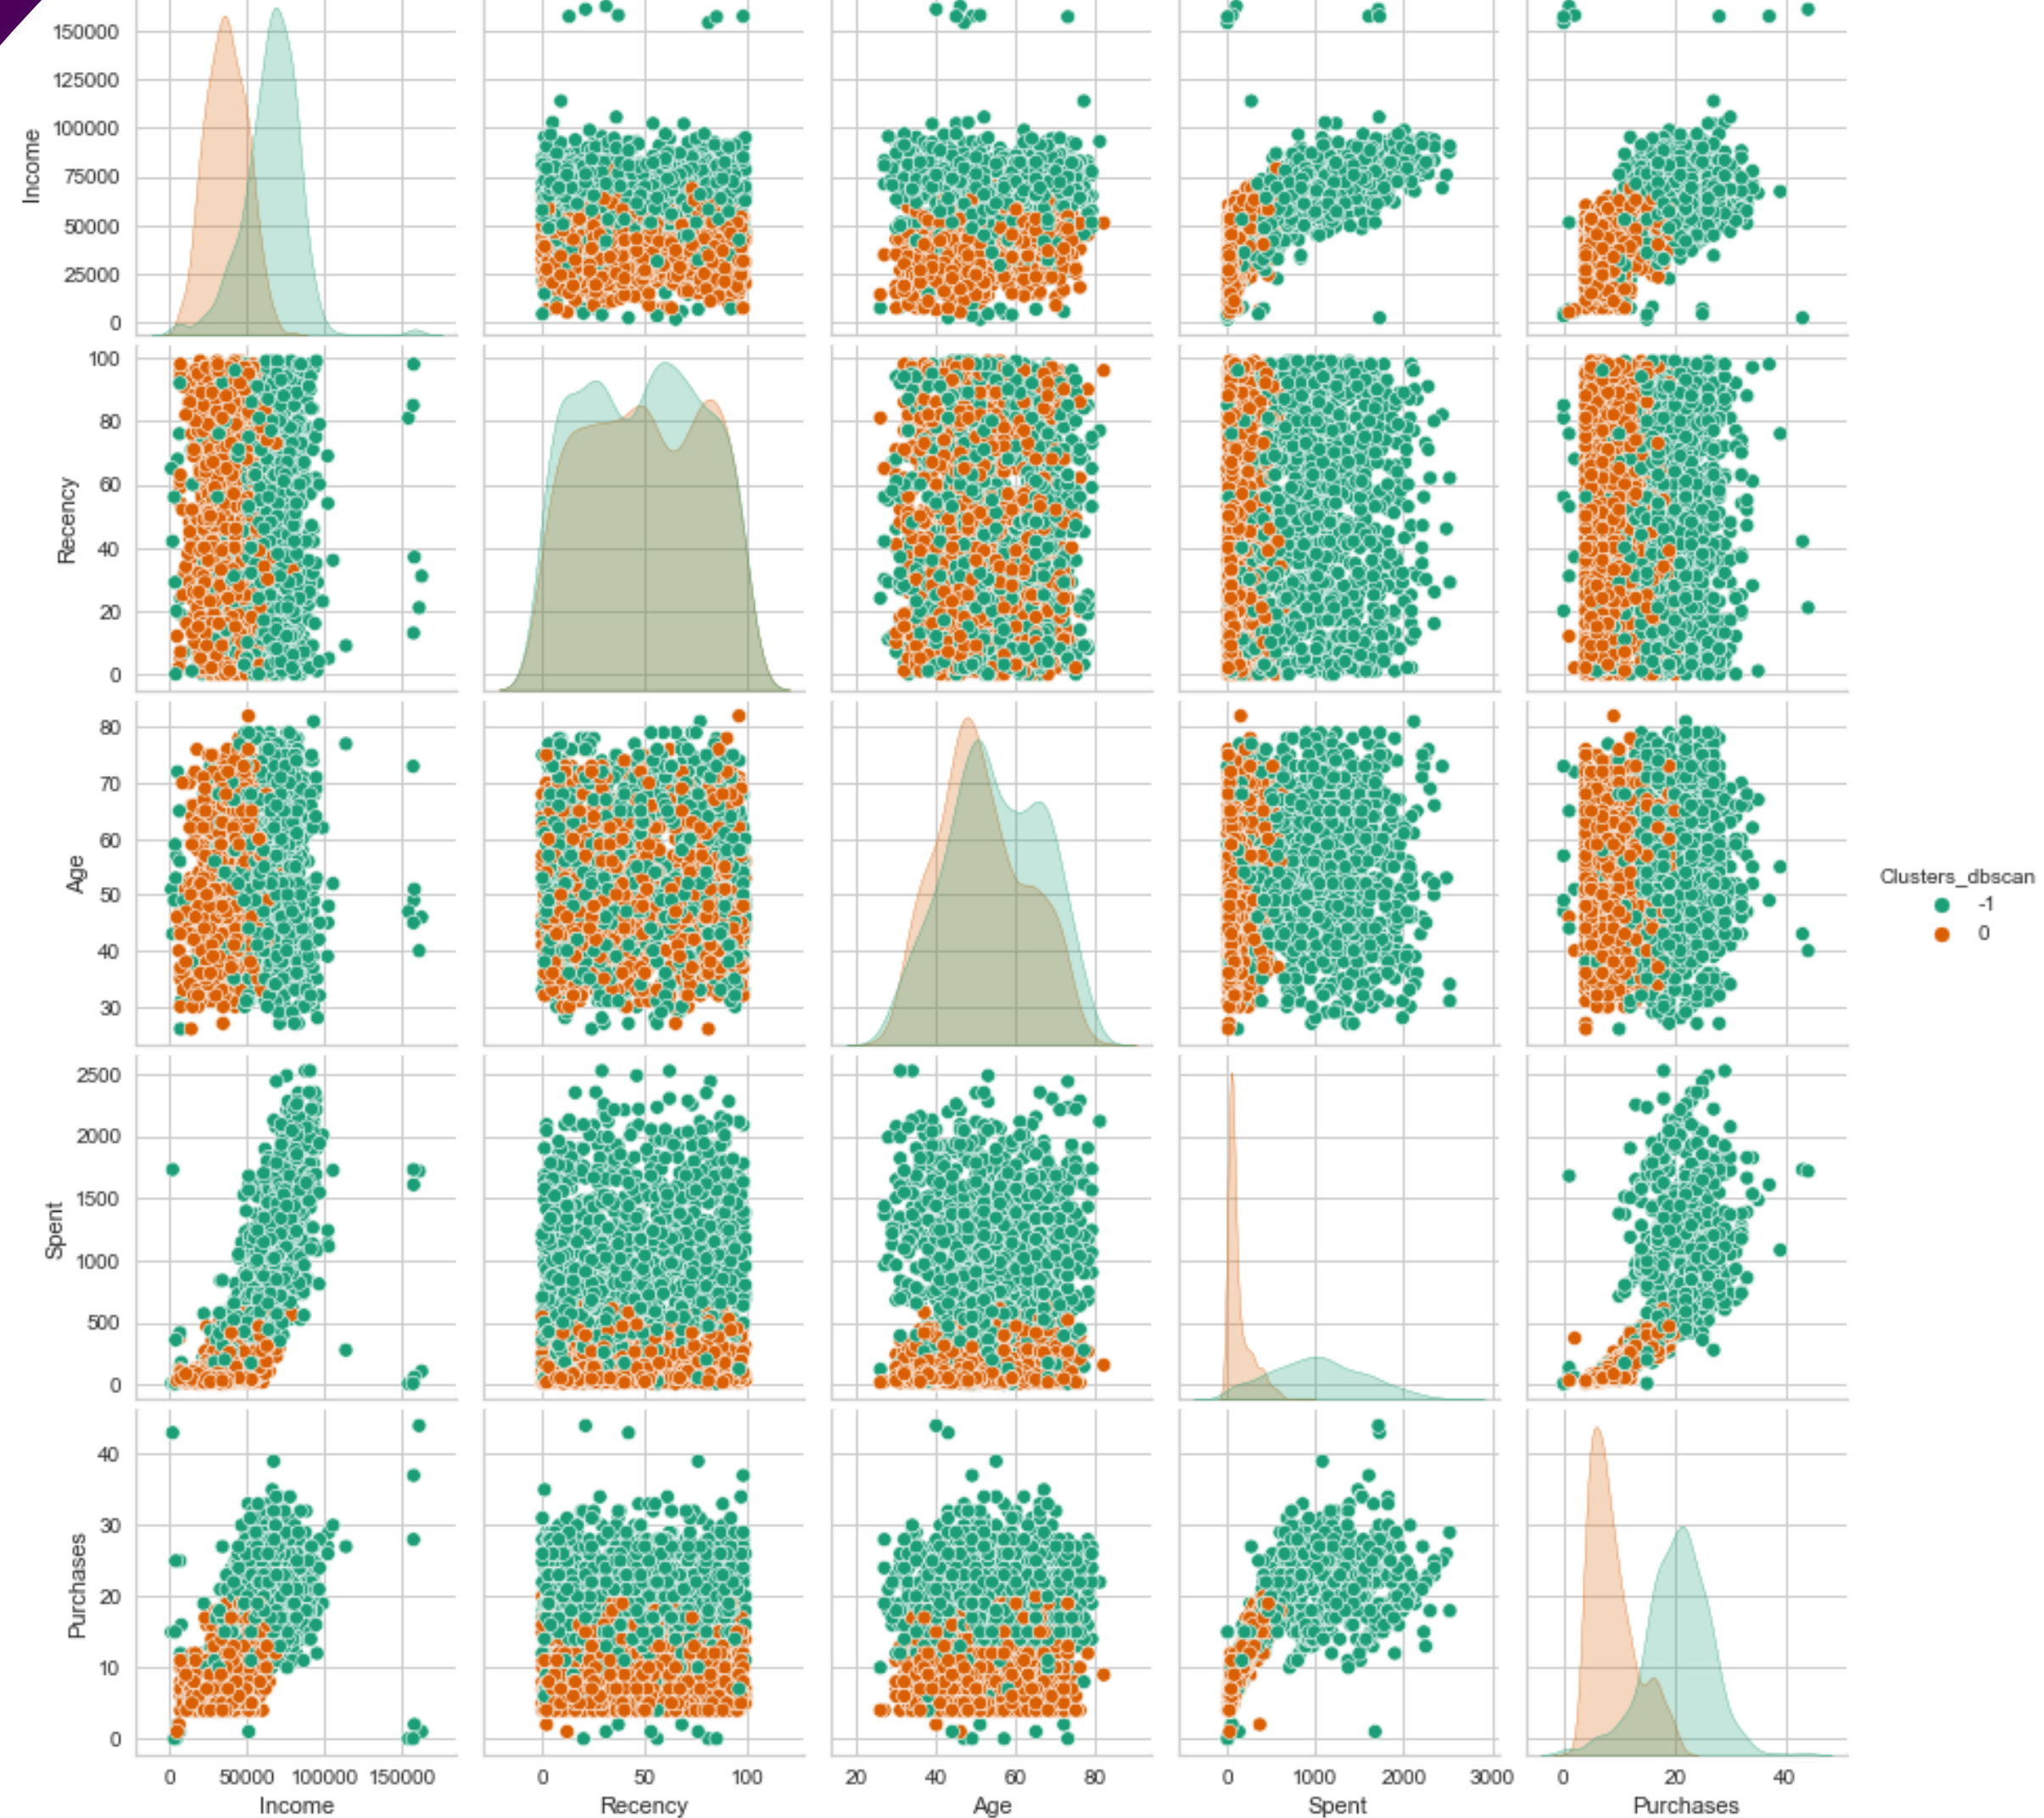 150000
125000
100000
75000
50000
25000
0
Income
100
80
60
40
20
0
Recency
80
70
60
50
40
30
Age
Clusters_dbscan
-1
0
2500
2000
1500
1000
500
0
Spent
40
30
20
10
0
Purchases
0 50000 100000 150000
0 50 100
20 40 60 80
0 1000 2000 3000
0 20 40
Income Recency Age Spent Purchases